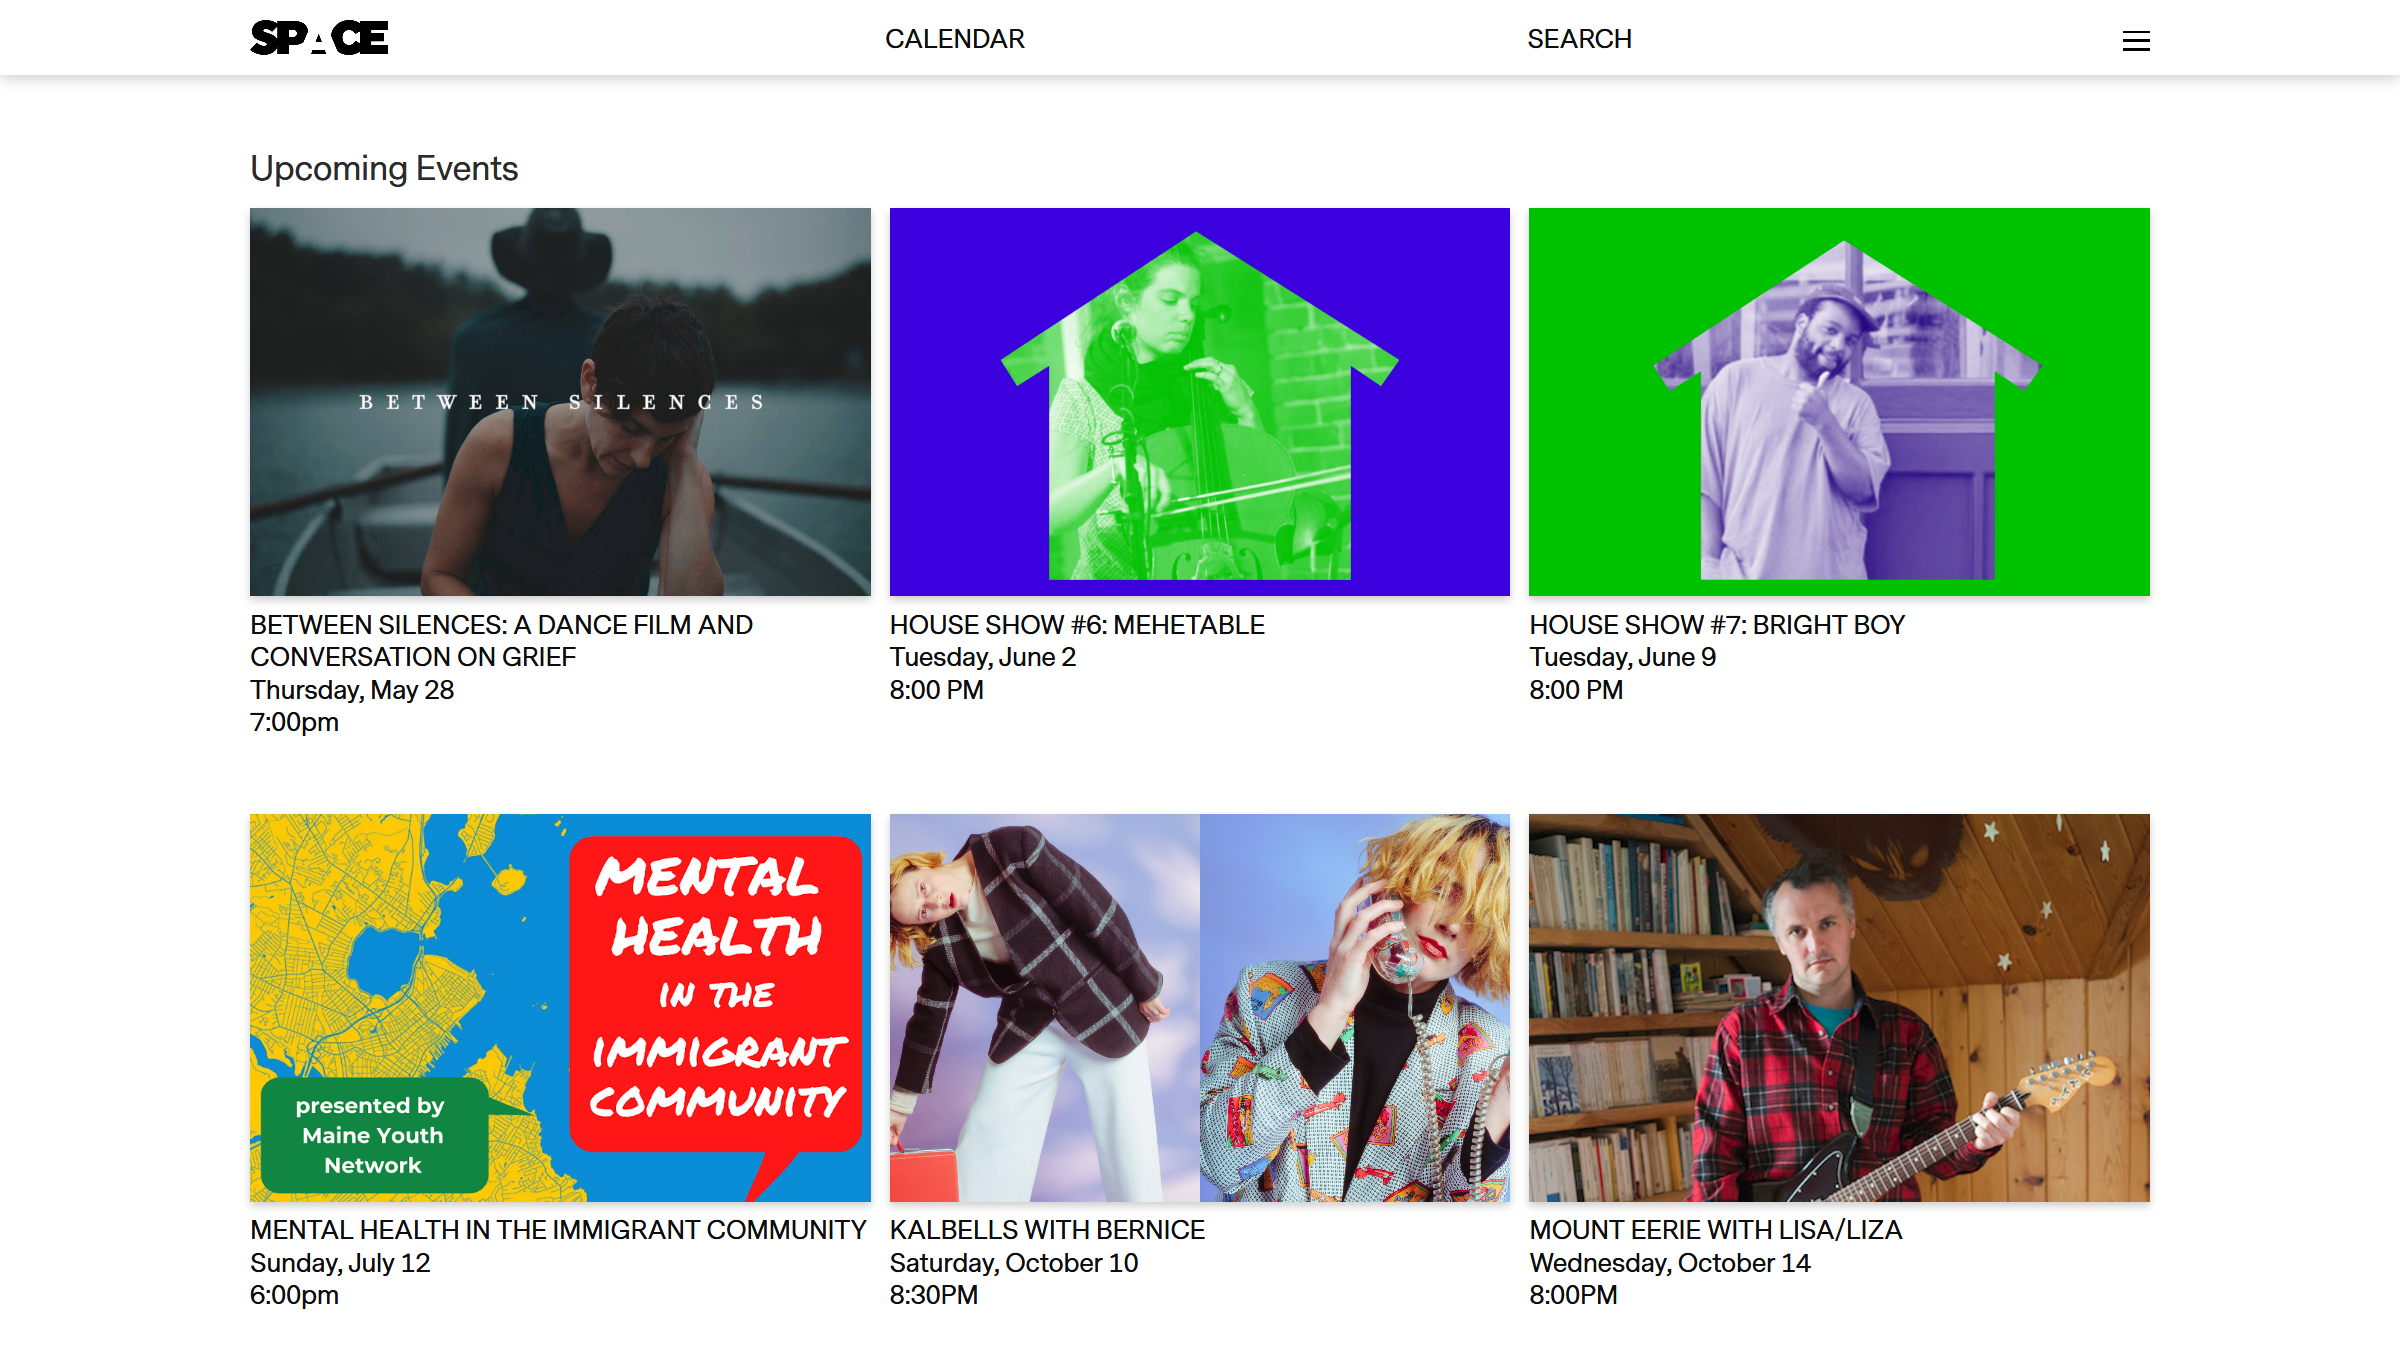 SPACE
CALENDAR
SEARCH
Upcoming Events
BETWEEN SILENCES
BETWEEN SILENCES: A DANCE FILM AND
CONVERSATION ON GRIEF
Thursday, May 28
7:00pm
HOUSE SHOW #6: MEHETABLE
Tuesday, June 2
8:00 PM
HOUSE SHOW #7: BRIGHT BOY
Tuesday, June 9
8:00 PM
MENTAL
HEALTH
IN THE
IMMIGRANT
COMMUNITY
presented by
Maine Youth
Network
MENTAL HEALTH IN THE IMMIGRANT COMMUNITY
Sunday, July 12
6:00pm
KALBELLS WITH BERNICE
Saturday, October 10
8:30PM
MOUNT EERIE WITH LISA/LIZA
Wednesday, October 14
8:00PM